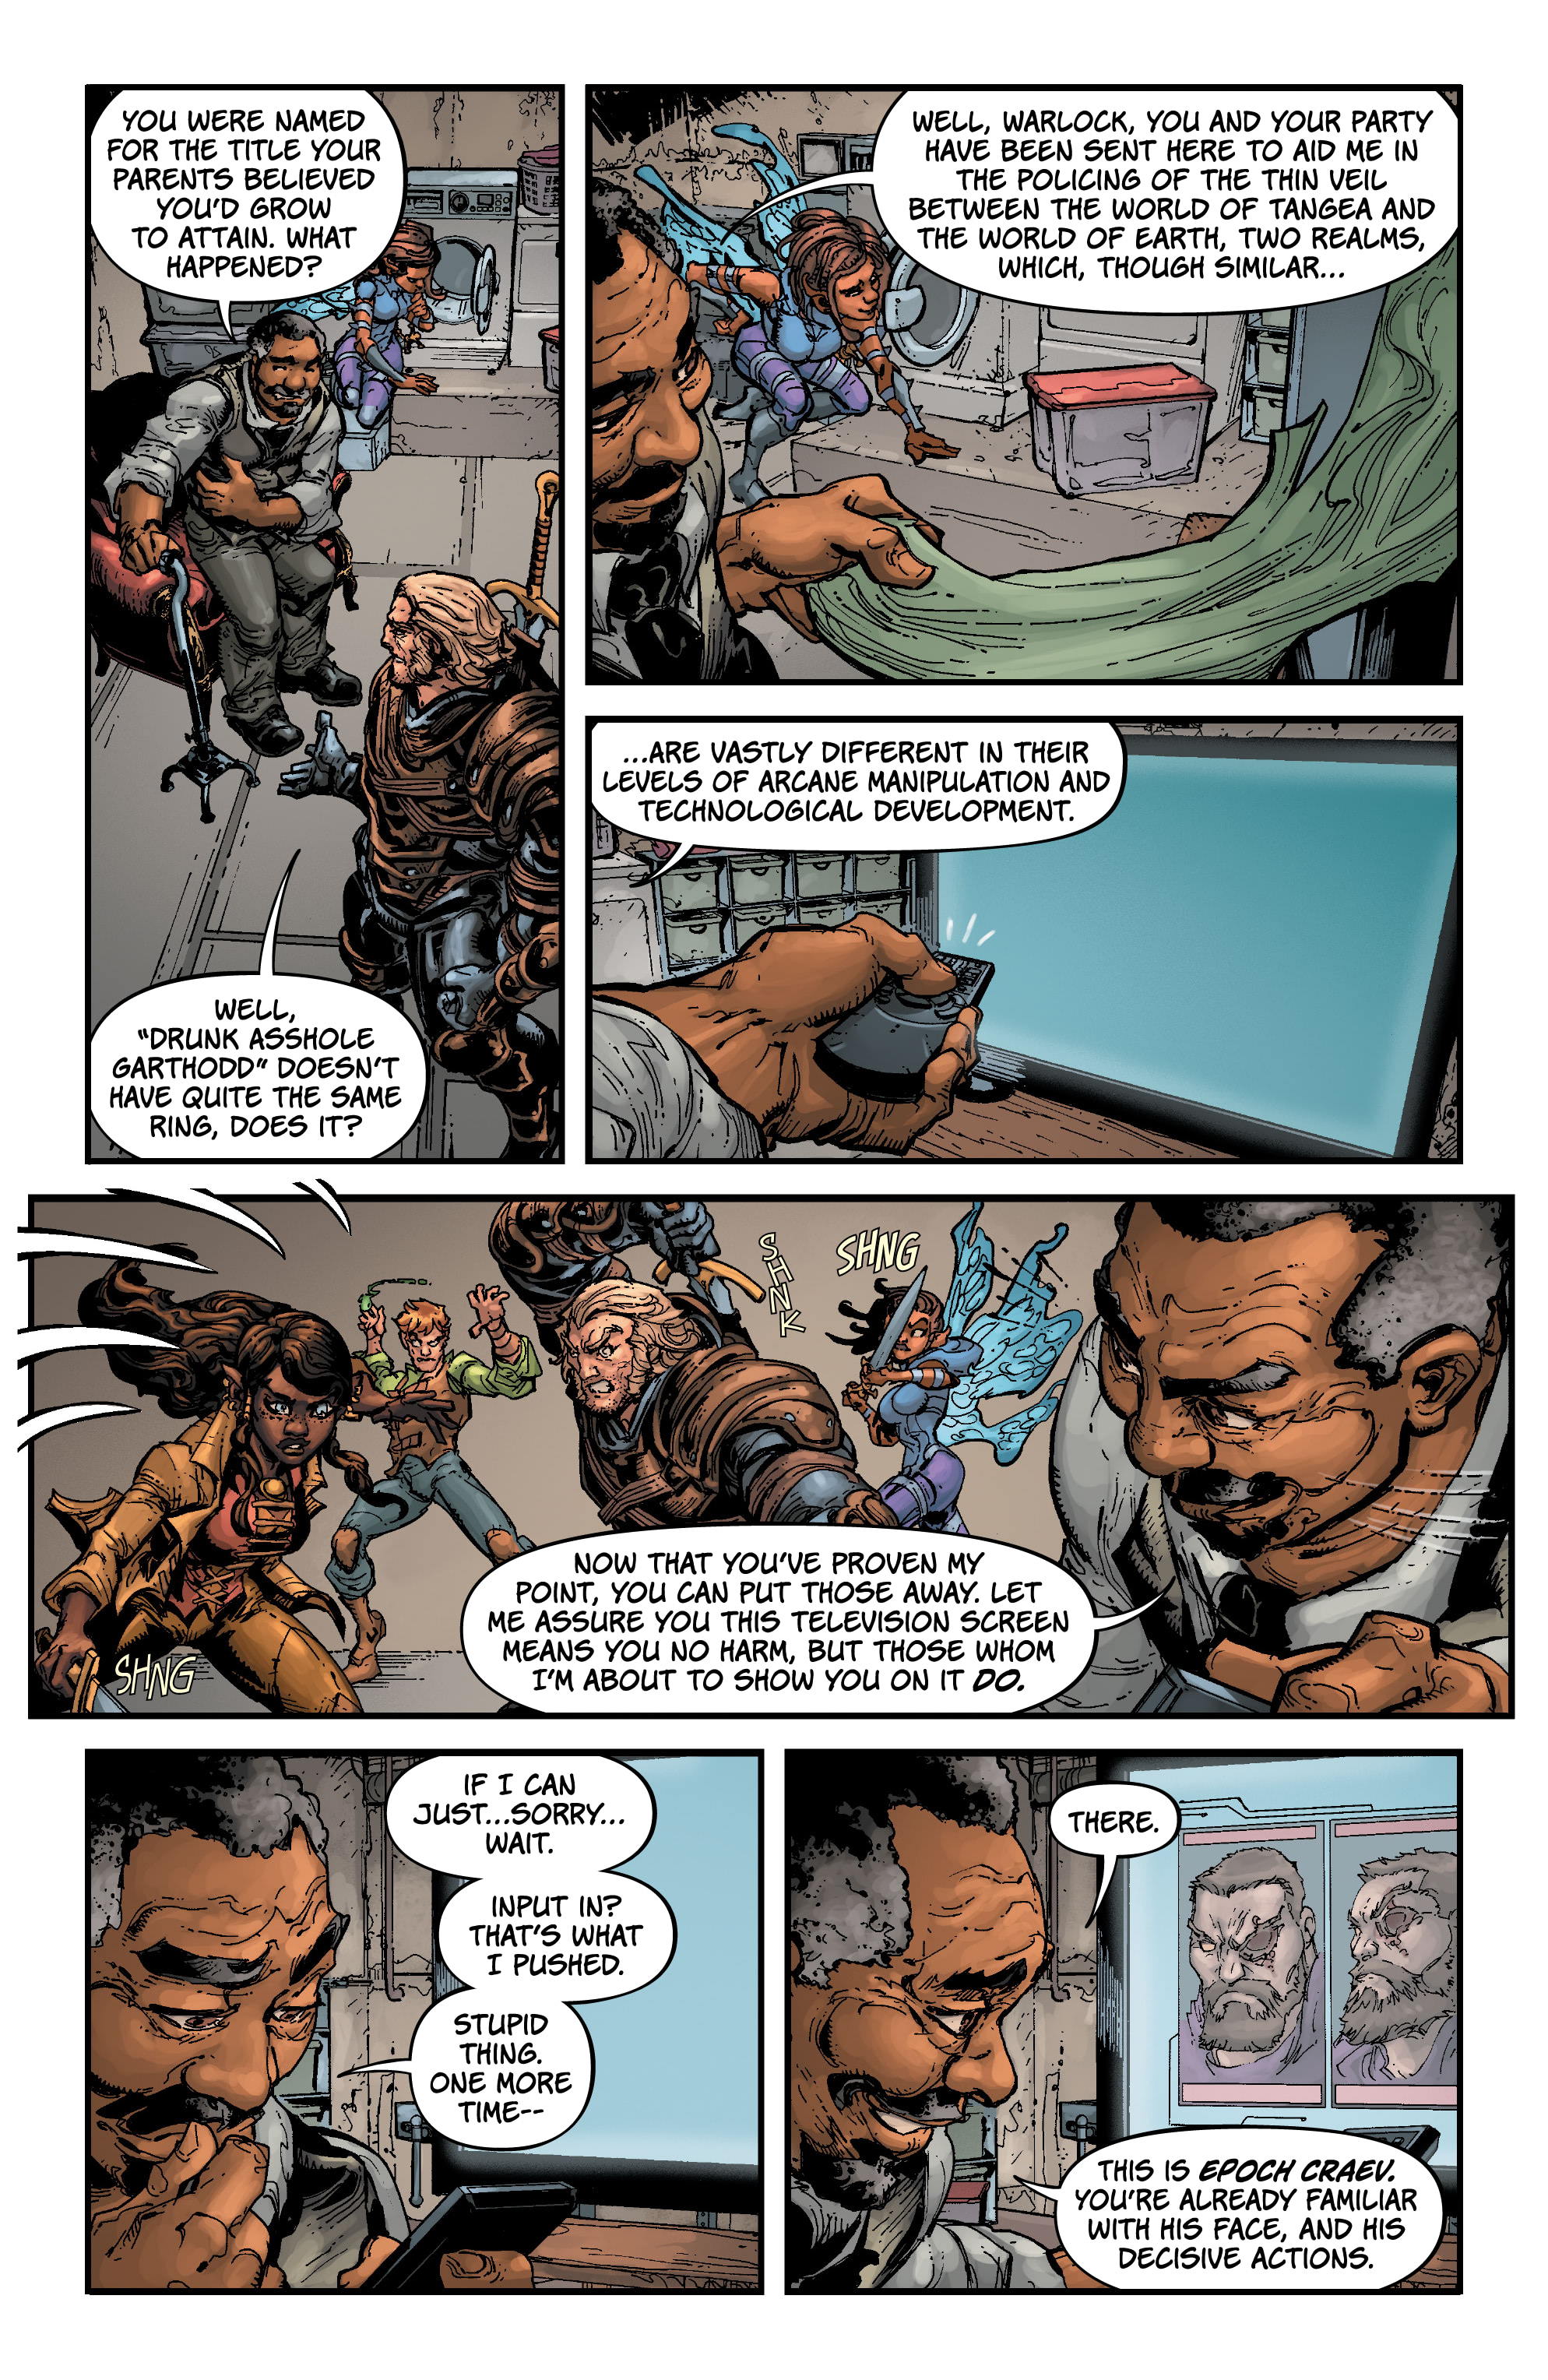 YOU WERE NAMED
FOR THE TITLE YOUR
PARENTS BELIEVED
YOU'D GROW
TO ATTAIN. WHAT
HAPPENED?
WELL,
"DRUNK ASSHOLE
GARTHODD" DOESN'T
HAVE QUITE THE SAME
RING, DOES IT?
WELL, WARLOCK, YOU AND YOUR PARTY
HAVE BEEN SENT HERE TO AID ME IN
THE POLICING OF THE THIN VEIL
BETWEEN THE WORLD OF TANGEA AND
THE WORLD OF EARTH, TWO REALMS,
WHICH, THOUGH SIMILAR...
...ARE VASTLY DIFFERENT IN THEIR
LEVELS OF ARCANE MANIPULATION AND
TECHNOLOGICAL DEVELOPMENT.
SHNG
SHNK
SHNG
NOW THAT YOU'VE PROVEN MY
POINT, YOU CAN PUT THOSE AWAY. LET
ME ASSURE YOU THIS TELEVISION SCREEN
MEANS YOU NO HARM, BUT THOSE WHOM
I'M ABOUT TO SHOW YOU ON IT DO.
IF I CAN
JUST...SORRY...
WAIT.
INPUT IN?
THAT'S WHAT
I PUSHED.
STUPID
THING.
ONE MORE
TIME--
THERE.
THIS IS EPOCH CRAEV.
YOU'RE ALREADY FAMILIAR
WITH HIS FACE, AND HIS
DECISIVE ACTIONS.